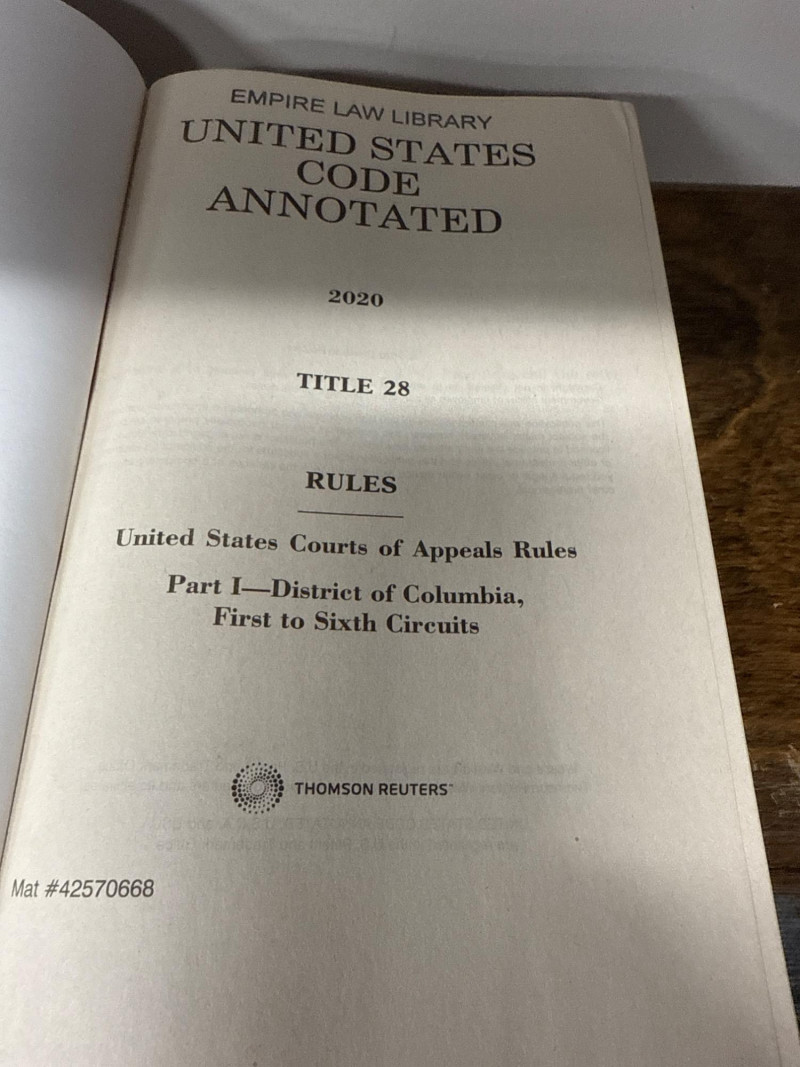 EMPIRE LAW LIBRARY
UNITED STATES
CODE
ANNOTATED
2020
TITLE 28
RULES
United States Courts of Appeals Rules
Part I—District of Columbia,
First to Sixth Circuits
THOMSON REUTERS™
Mat #42570668